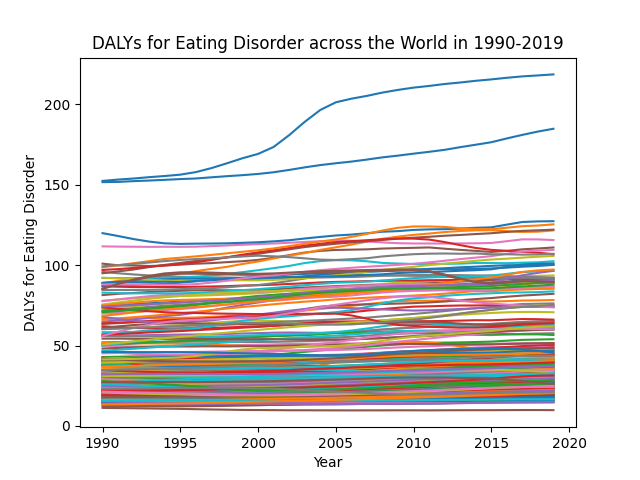 DALYs for Eating Disorder across the World in 1990-2019
DALYs for Eating Disorder
200
150
100
50
0
1990 1995 2000 2005 2010 2015 2020
Year